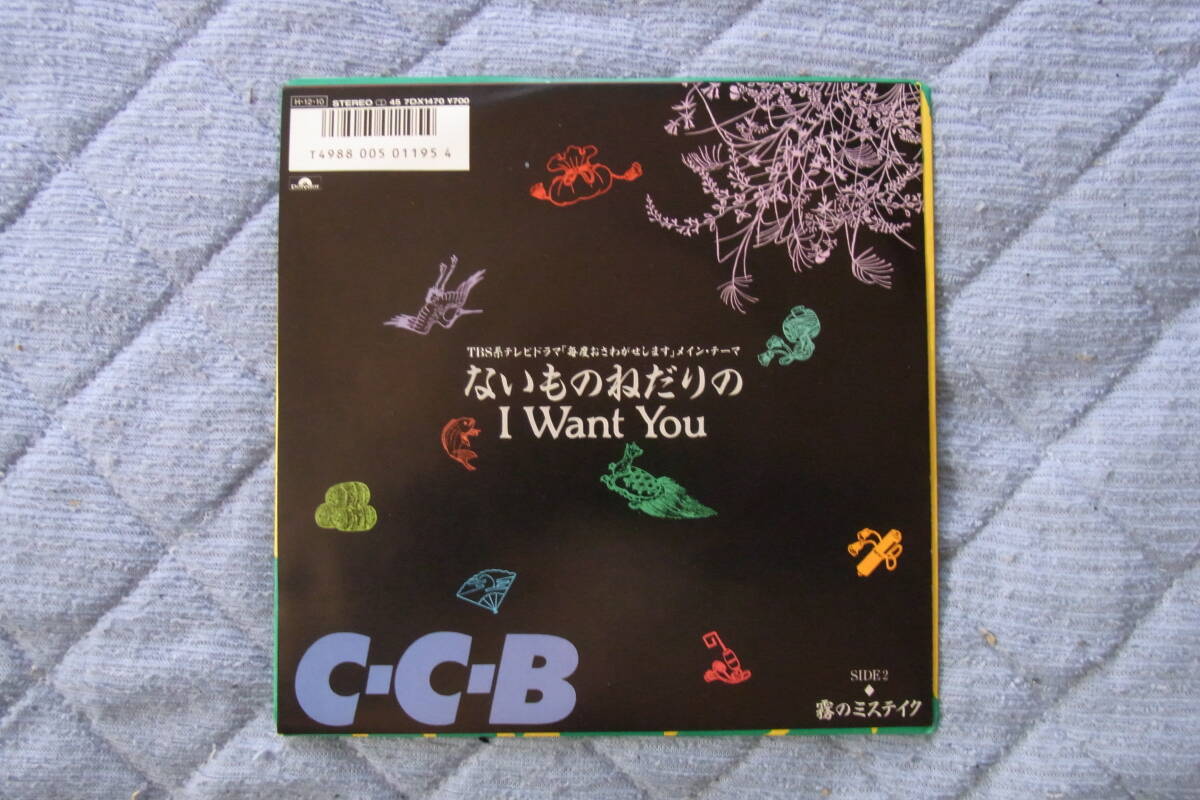 H·12·10 STEREO 45 7DX1470 ¥700
T4988 005 01195 4
Polydor
TBS系テレビドラマ「毎度おさわがせします」メイン・テーマ
ないものねだりの
I Want You
C-C-B
SIDE 2
霧のミステイク